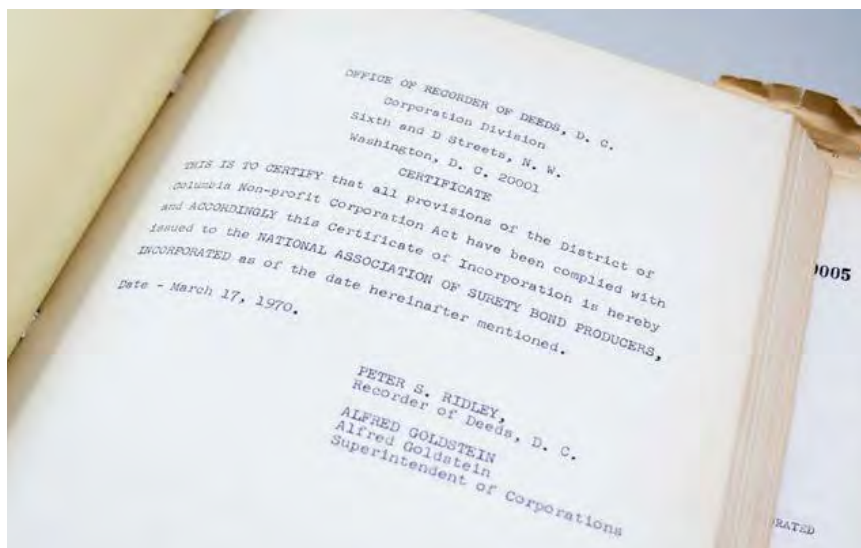 OFFICE OF RECORDER OF DEEDS, D. C.
Corporation Division
Sixth and D Streets, N. W.
Washington, D. C. 20001
CERTIFICATE
THIS IS TO CERTIFY that all provisions of the District of
Columbia Non-profit Corporation Act have been complied with
and ACCORDINGLY this Certificate of Incorporation is hereby
issued to the NATIONAL ASSOCIATION OF SURETY BOND PRODUCERS,
INCORPORATED as of the date hereinafter mentioned.
Date - March 17, 1970.
PETER S. RIDLEY,
Recorder of Deeds, D. C.
ALFRED GOLDSTEIN
Alfred Goldstein
Superintendent of Corporations
0005
RATED